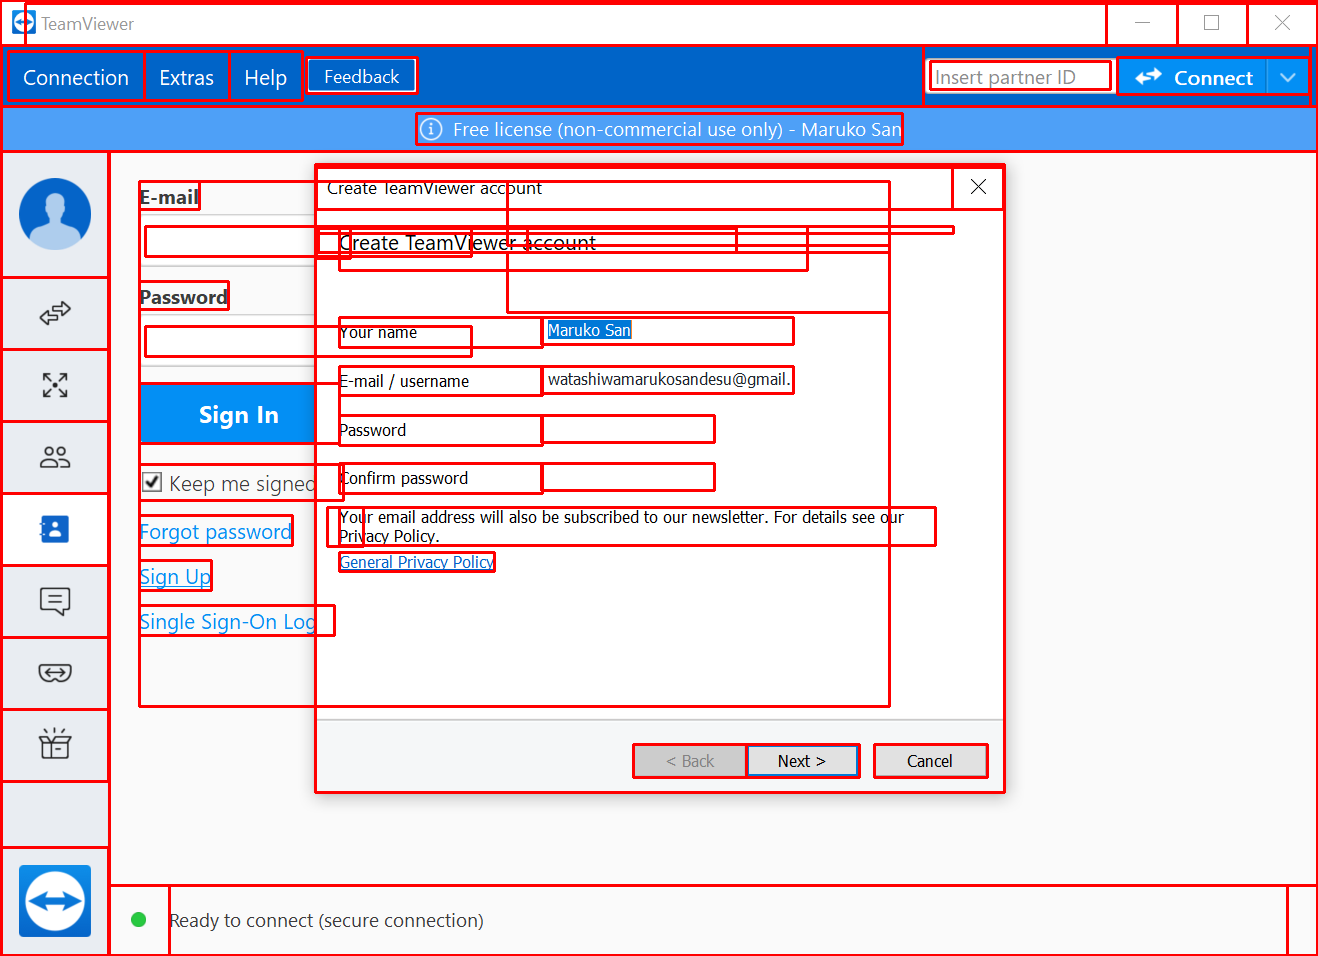 TeamViewer
Connection Extras Help Feedback Insert partner ID Connect
Free license (non-commercial use only) - Maruko San
E-mail
Password
Sign In
Keep me signed
Forgot password
Sign Up
Single Sign-On Log
Create TeamViewer account
Create TeamViewer account
Your name Maruko San
E-mail / username watashiwamarukosandesu@gmail.
Password
Confirm password
Your email address will also be subscribed to our newsletter. For details see our
Privacy Policy.
General Privacy Policy
< Back Next > Cancel
Ready to connect (secure connection)